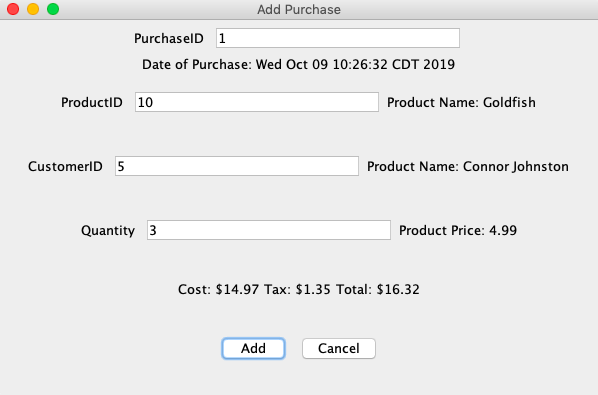 Add Purchase
PurchaseID 1
Date of Purchase: Wed Oct 09 10:26:32 CDT 2019
ProductID 10 Product Name: Goldfish
CustomerID 5 Product Name: Connor Johnston
Quantity 3 Product Price: 4.99
Cost: $14.97 Tax: $1.35 Total: $16.32
Add Cancel